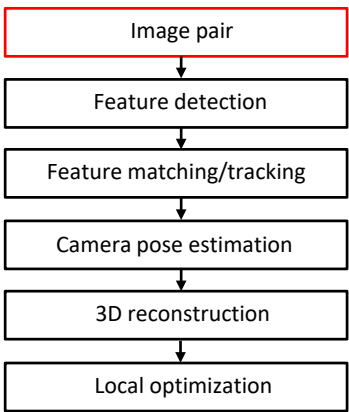 Image pair
Feature detection
Feature matching/tracking
Camera pose estimation
3D reconstruction
Local optimization